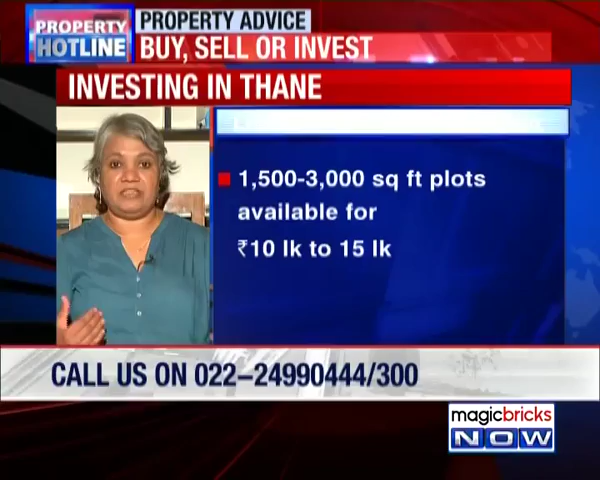 PROPERTY
HOTLINE
PROPERTY ADVICE
BUY, SELL OR INVEST
INVESTING IN THANE
1,500-3,000 sq ft plots
available for
₹10 lk to 15 lk
CALL US ON 022–24990444/300
magicbricks
NOW